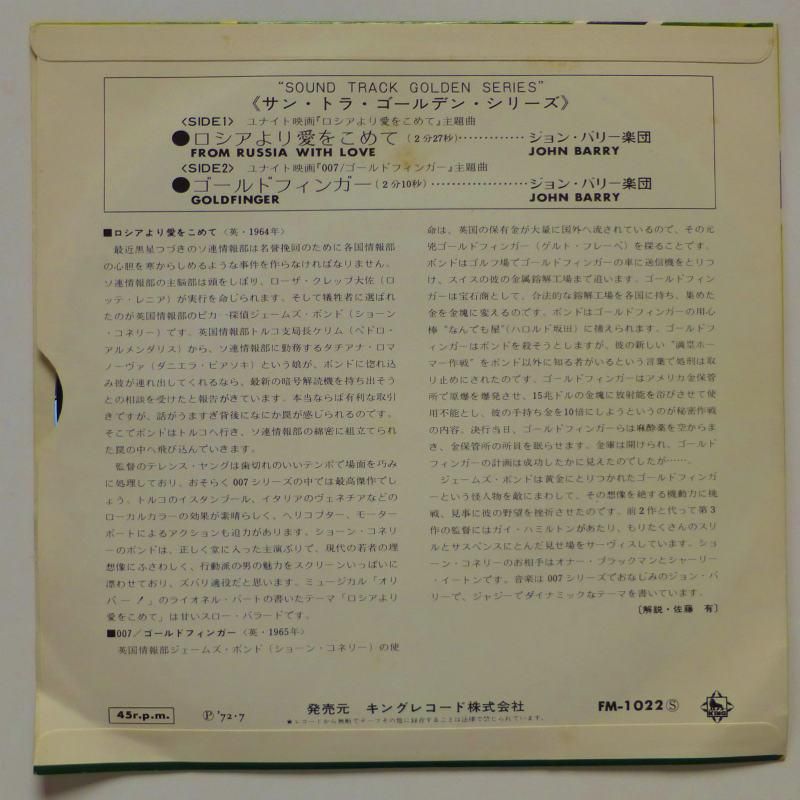 “SOUND TRACK GOLDEN SERIES”
《サン・トラ・ゴールデン・シリーズ》
<SIDE1> ユナイト映画『ロシアより愛をこめて』主題曲
●ロシアより愛をこめて(2分27秒)············ジョン・バリー楽団
FROM RUSSIA WITH LOVE JOHN BARRY
<SIDE2> ユナイト映画『007/ゴールドフィンガー』主題曲
●ゴールドフィンガー(2分10秒)··················ジョン・バリー楽団
GOLDFINGER JOHN BARRY
■ロシアより愛をこめて〈英・1964年〉
最近黒星つづきのソ連情報部は名誉挽回のために各国情報部
の心胆を寒からしめるような事件を作らなければなりません。
ソ連情報部の主脳部は頭をしぼり、ローザ・クレッブ大佐(ロ
ッテ・レニア)が実行を命じられます。そして犠牲者に選ばれ
たのが英国情報部のピカ一探偵ジェームズ・ボンド(ショーン
・コネリー)です。英国情報部トルコ支局長ケリム(ペドロ・
アルメンダリス)から、ソ連情報部に勤務するタチアナ・ロマ
ノーヴァ(ダニエラ・ビアンキ)という娘が、ボンドに惚れ込
み彼が連れ出してくれるなら、最新の暗号解読機を持ち出そう
との相談を受けたと報告がきています。本当ならば有利な取引
きですが、話がうますぎ背後になにか罠が感じられるのです。
そこでボンドはトルコへ行き、ソ連情報部の綿密に組立てられ
た罠の中へ飛び込んでいきます。
監督のテレンス・ヤングは歯切れのいいテンポで場面を巧み
に処理しており、おそらく007シリーズの中では最高傑作でし
ょう。トルコのイスタンブール、イタリアのヴェネチアなどの
ローカルカラーの効果が素晴らしく、ヘリコプター、モーター
ボートによるアクションも迫力があります。ショーン・コネリ
ーのボンドは、正しく堂に入った主演ぶりで、現代の若者の理
想像にふさわしく、行動派の男の魅力をスクリーンいっぱいに
漂わせており、ズバリ適役だと思います。ミュージカル「オリ
バー!」のライオネル・バートの書いたテーマ「ロシアより
愛をこめて」は甘いスロー・バラードです。
■007/ゴールドフィンガー〈英・1965年〉
英国情報部ジェームズ・ボンド(ショーン・コネリー)の使
命は、英国の保有金が大量に国外へ流されているので、その元
兇ゴールドフィンガー(ゲルト・フレーベ)を探ることです。
ボンドはゴルフ場でゴールドフィンガーの車に送信機をとりつ
け、スイスの彼の金属鎔解工場まで追います。ゴールドフィン
ガーは宝石商として、合法的な鎔解工場を各国に持ち、集めた
金を金塊に変えるのです。ボンドはゴールドフィンガーの用心
棒“なんでも屋”(ハロルド坂田)に捕えられます。ゴールドフ
ィンガーはボンドを殺そうとしますが、彼の新しい“満皇ホー
マー作戦”をボンド以外に知る者がいるという言葉で処刑は取
り止めにされたのです。ゴールドフィンガーはアメリカ金保管
所で原爆を爆発させ、15兆ドルの金塊に放射能を浴びさせて使
用不能とし、彼の手持ち金を10倍にしようというのが秘密作戦
の内容。決行当日、ゴールドフィンガーらは麻酔薬を空からま
き、金保管所の所員を眠らせます。金庫は開けられ、ゴールド
フィンガーの計画は成功したかに見えたのでしたが……。
ジェームズ・ボンドは黄金にとりつかれたゴールドフィンガ
ーという怪人物を敵にまわして、その想像を絶する機動力に挑
戦、見事に彼の野望を挫折させたのです。前2作と代って第3
作の監督にはガイ・ハミルトンがあたり、もりたくさんのスリ
ルとサスペンスにとんだ見せ場をサーヴィスしています。ショ
ーン・コネリーのお相手はオナー・ブラックマンとシャーリー
・イートンです。音楽は007シリーズでおなじみのジョン・バ
リーで、ジャジーでダイナミックなテーマを書いています。
〔解説・佐藤 有〕
45r.p.m. Ⓟ'72・7 発売元 キングレコード株式会社 FM-1022Ⓢ KING
★レコードから無断でテープその他に録音することは法律で禁じられています。